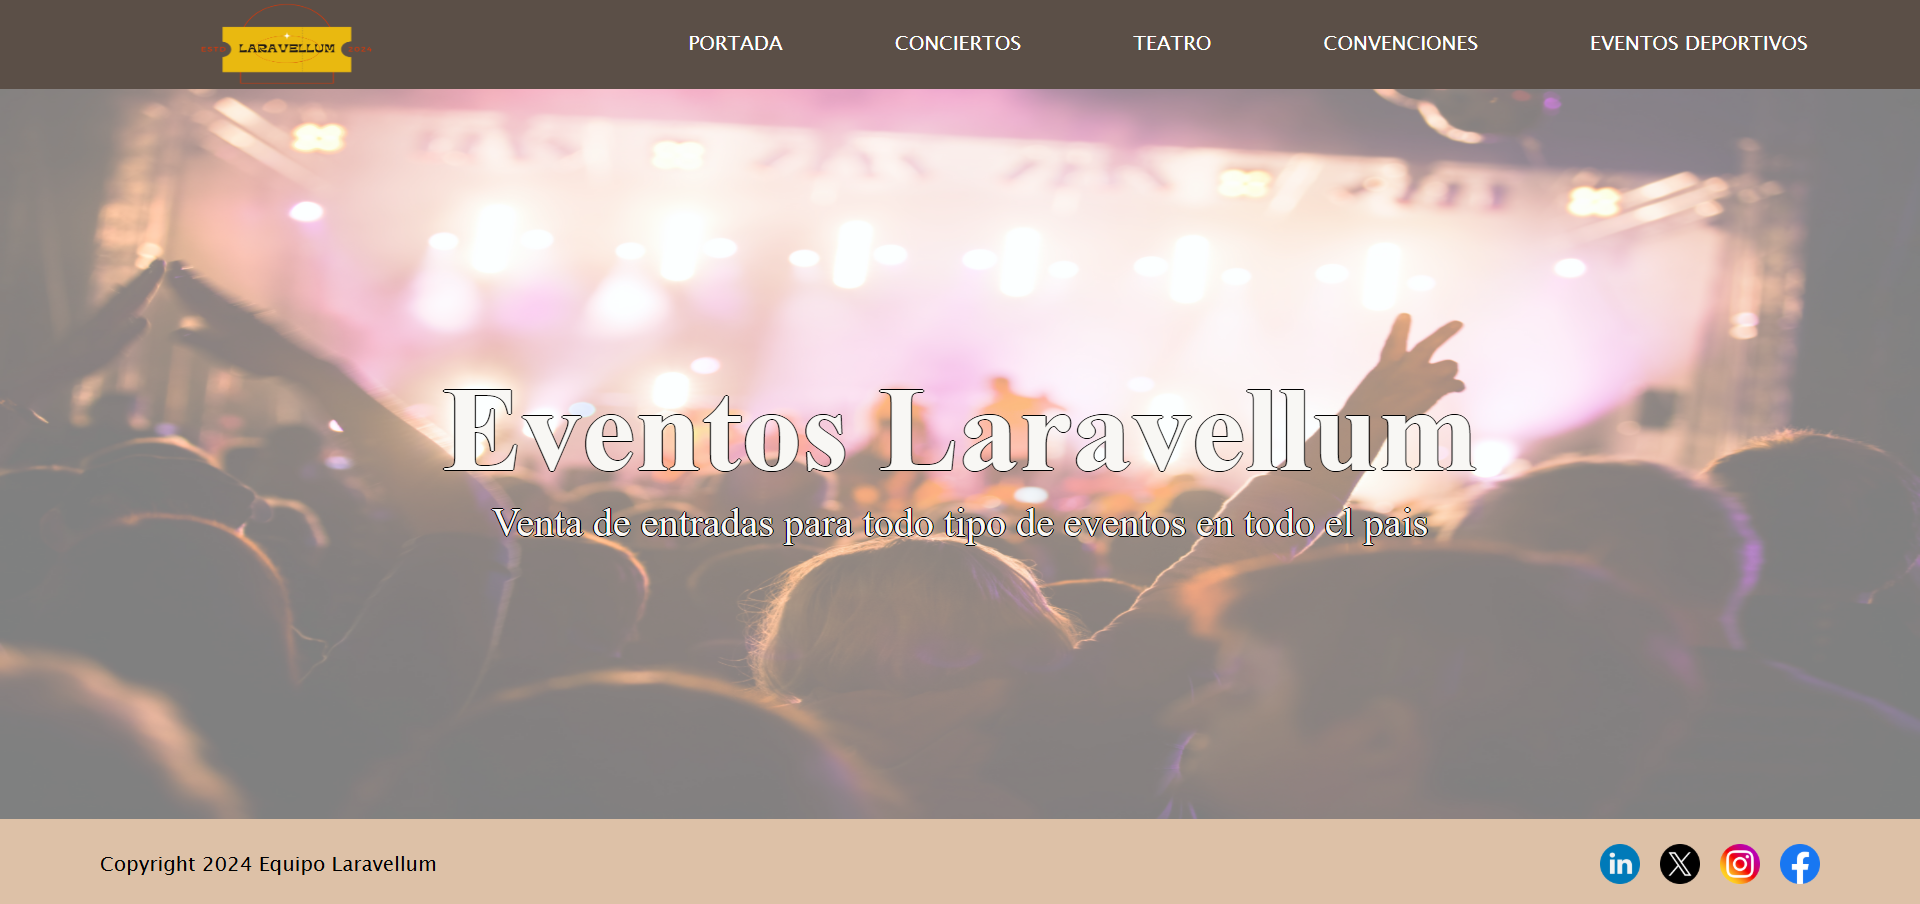 LARAVELLUM
PORTADA CONCIERTOS TEATRO CONVENCIONES EVENTOS DEPORTIVOS
Eventos Laravellum
Venta de entradas para todo tipo de eventos en todo el pais
Copyright 2024 Equipo Laravellum